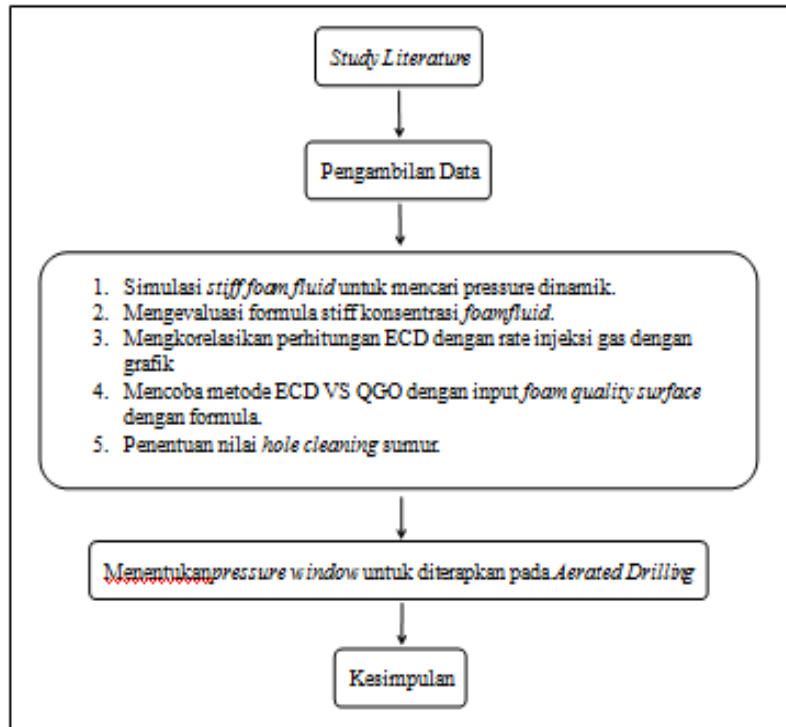 Study Literature
Pengambilan Data
1. Simulasi stiff foam fluid untuk mencari pressure dinamik.
2. Mengevaluasi formula stiff konsentrasi foamfluid.
3. Mengkorelasikan perhitungan ECD dengan rate injeksi gas dengan
grafik
4. Mencoba metode ECD VS QGO dengan input foam quality surface
dengan formula.
5. Penentuan nilai hole cleaning sumur.
Menentukan pressure window untuk diterapkan pada Aerated Drilling
Kesimpulan